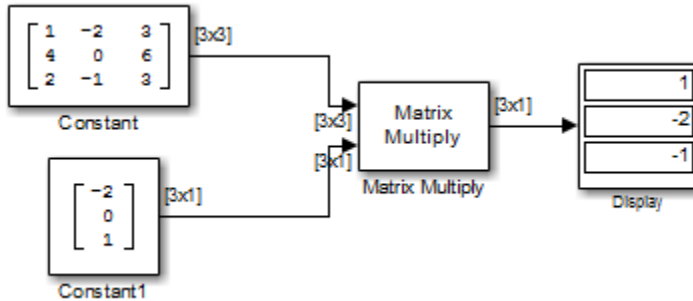 1 -2 3
4 0 6
2 -1 3
[3x3]
Constant
[3x3]
[3x1]
Matrix
Multiply
Matrix Multiply
[3x1]
1
-2
-1
Display
-2
0
1
[3x1]
Constant1